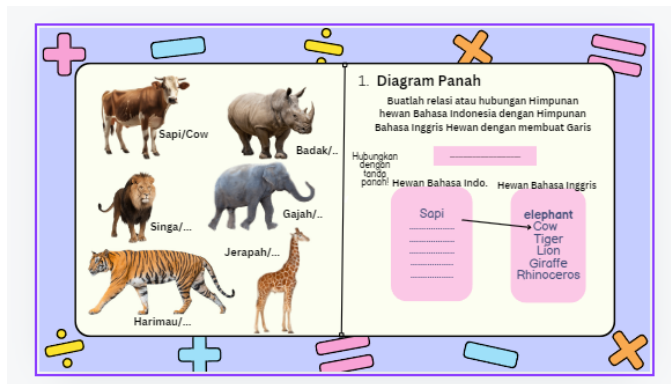 Sapi/Cow
Badak/..
Singa/...
Gajah/..
Jerapah/...
Harimau/...
1. Diagram Panah
Buatlah relasi atau hubungan Himpunan
hewan Bahasa Indonesia dengan Himpunan
Bahasa Inggris Hewan dengan membuat Garis
................................
Hubungkan
dengan
tanda
panah!
Hewan Bahasa Indo.
Sapi
....................
....................
....................
....................
....................
Hewan Bahasa Inggris
elephant
Cow
Tiger
Lion
Giraffe
Rhinoceros